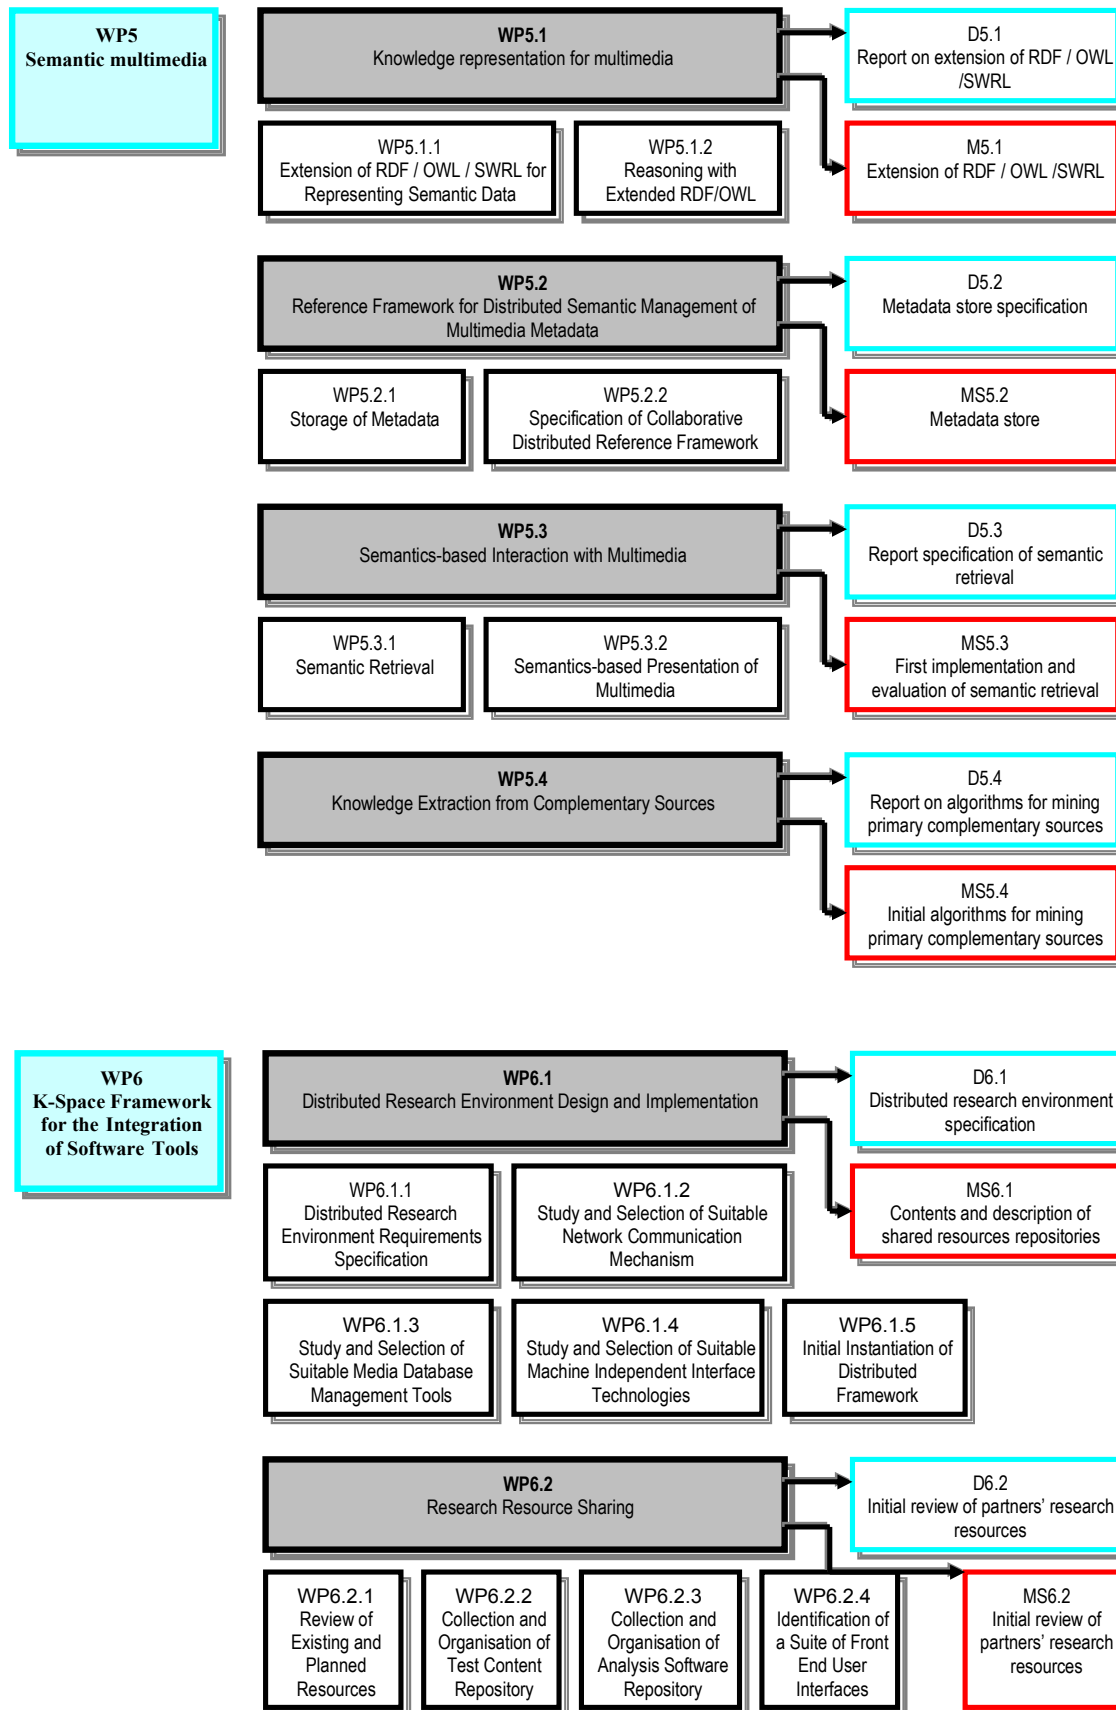 WP5
Semantic multimedia
WP5.1
Knowledge representation for multimedia
D5.1
Report on extension of RDF / OWL
/SWRL
WP5.1.1
Extension of RDF / OWL / SWRL for
Representing Semantic Data
WP5.1.2
Reasoning with
Extended RDF/OWL
M5.1
Extension of RDF / OWL /SWRL
WP5.2
Reference Framework for Distributed Semantic Management of
Multimedia Metadata
D5.2
Metadata store specification
WP5.2.1
Storage of Metadata
WP5.2.2
Specification of Collaborative
Distributed Reference Framework
MS5.2
Metadata store
WP5.3
Semantics-based Interaction with Multimedia
D5.3
Report specification of semantic
retrieval
WP5.3.1
Semantic Retrieval
WP5.3.2
Semantics-based Presentation of
Multimedia
MS5.3
First implementation and
evaluation of semantic retrieval
WP5.4
Knowledge Extraction from Complementary Sources
D5.4
Report on algorithms for mining
primary complementary sources
MS5.4
Initial algorithms for mining
primary complementary sources
WP6
K-Space Framework
for the Integration
of Software Tools
WP6.1
Distributed Research Environment Design and Implementation
D6.1
Distributed research environment
specification
WP6.1.1
Distributed Research
Environment Requirements
Specification
WP6.1.2
Study and Selection of Suitable
Network Communication
Mechanism
MS6.1
Contents and description of
shared resources repositories
WP6.1.3
Study and Selection of
Suitable Media Database
Management Tools
WP6.1.4
Study and Selection of Suitable
Machine Independent Interface
Technologies
WP6.1.5
Initial Instantiation of
Distributed
Framework
WP6.2
Research Resource Sharing
D6.2
Initial review of partners' research
resources
WP6.2.1
Review of
Existing and
Planned
Resources
WP6.2.2
Collection and
Organisation of
Test Content
Repository
WP6.2.3
Collection and
Organisation of
Analysis Software
Repository
WP6.2.4
Identification of
a Suite of Front
End User
Interfaces
MS6.2
Initial review of
partners' research
resources